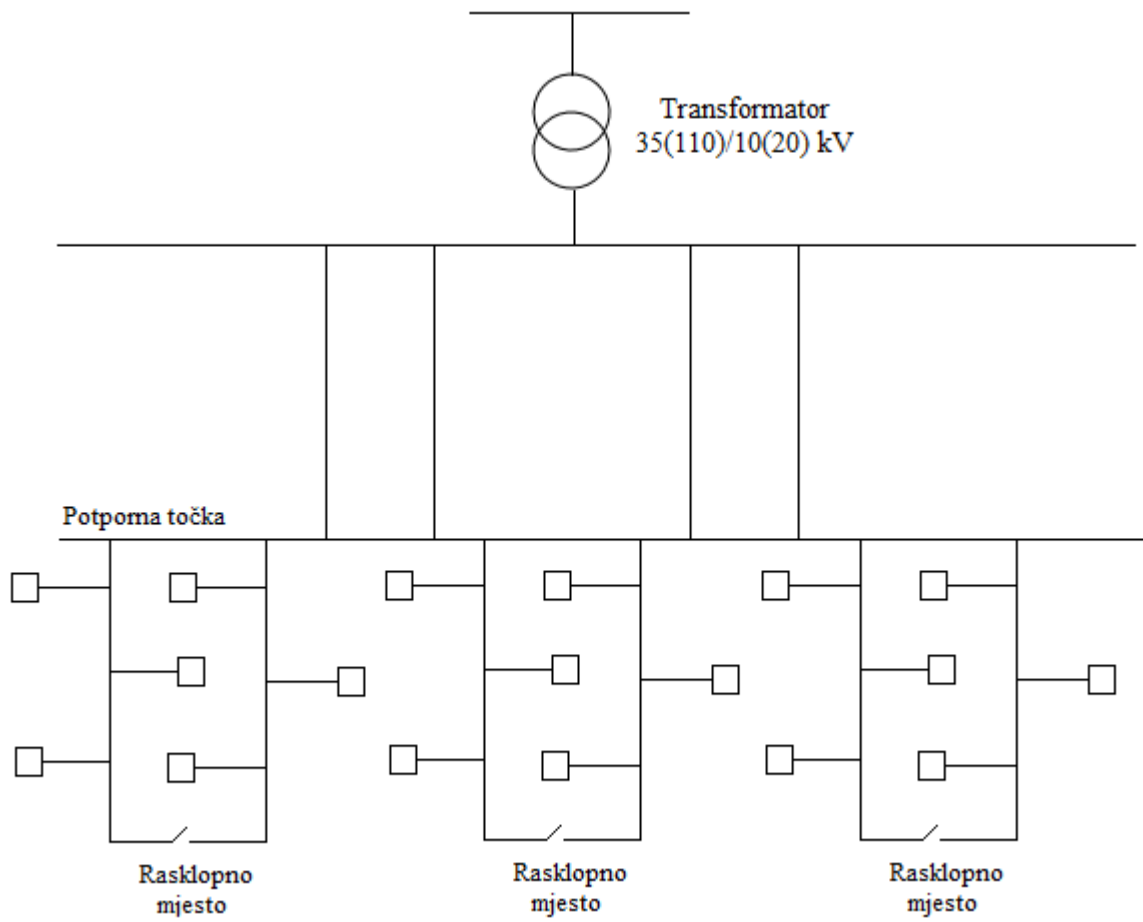 Transformator
35(110)/10(20) kV
Potporna točka
Rasklopno
mjesto
Rasklopno
mjesto
Rasklopno
mjesto